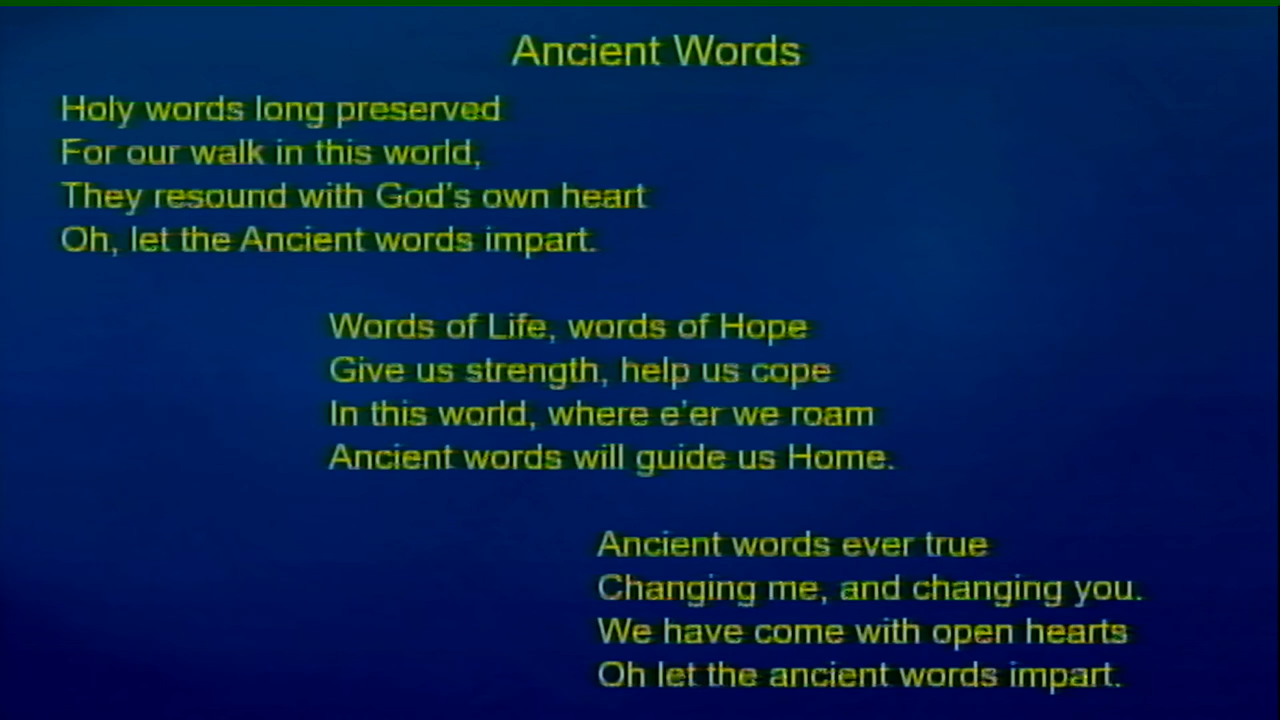 Ancient Words
Holy words long preserved
For our walk in this world,
They resound with God's own heart
Oh, let the Ancient words impart.
Words of Life, words of Hope
Give us strength, help us cope
In this world, where e'er we roam
Ancient words will guide us Home.
Ancient words ever true
Changing me, and changing you.
We have come with open hearts
Oh let the ancient words impart.